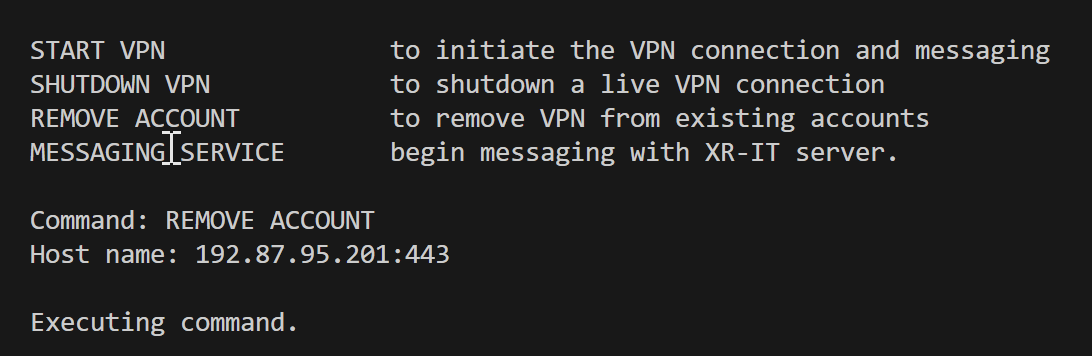 START VPN to initiate the VPN connection and messaging
SHUTDOWN VPN to shutdown a live VPN connection
REMOVE ACCOUNT to remove VPN from existing accounts
MESSAGING SERVICE begin messaging with XR-IT server.
Command: REMOVE ACCOUNT
Host name: 192.87.95.201:443
Executing command.